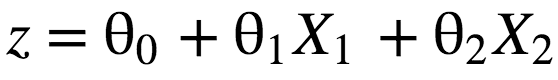 z = θ₀ + θ₁X₁ + θ₂X₂